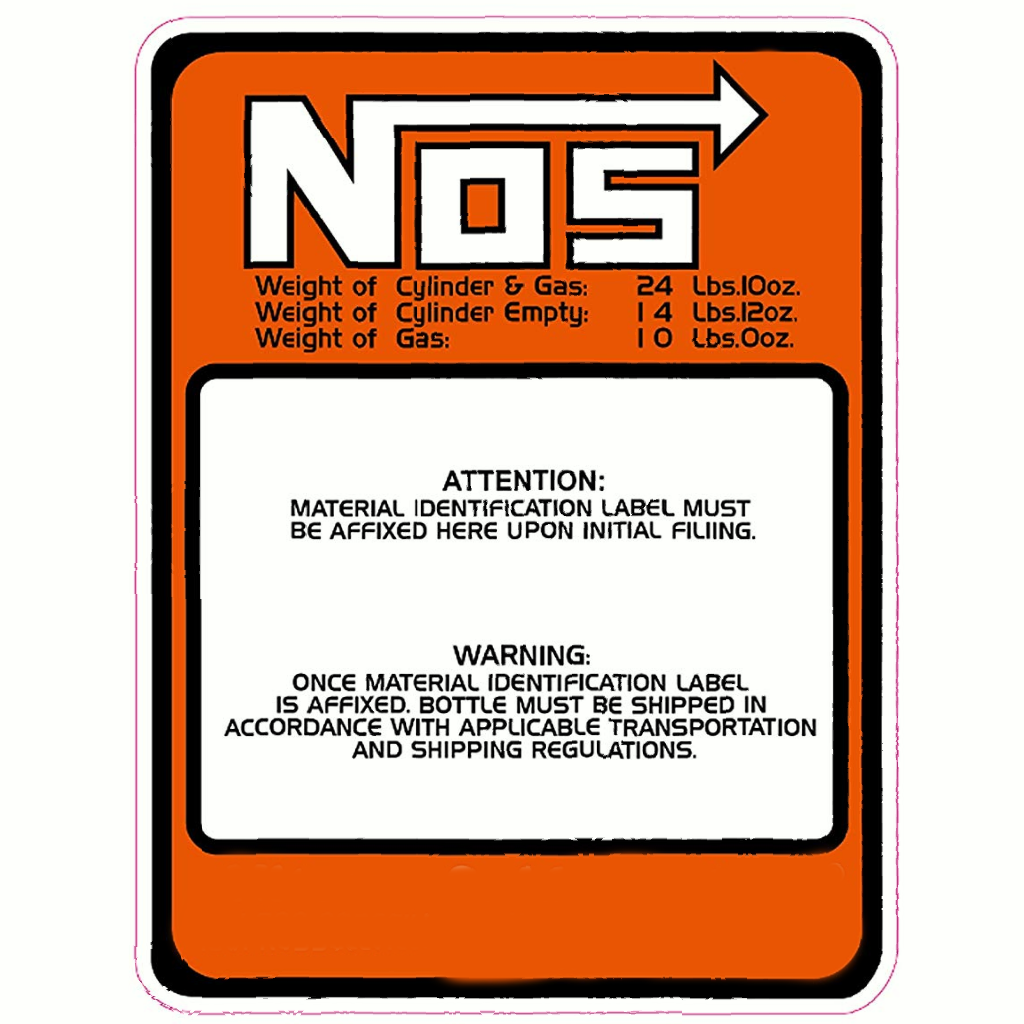 NOS
Weight of Cylinder & Gas: 24 Lbs.10oz.
Weight of Cylinder Empty: 14 Lbs.12oz.
Weight of Gas: 10 Lbs.0oz.
ATTENTION:
MATERIAL IDENTIFICATION LABEL MUST
BE AFFIXED HERE UPON INITIAL FILIING.
WARNING:
ONCE MATERIAL IDENTIFICATION LABEL
IS AFFIXED. BOTTLE MUST BE SHIPPED IN
ACCORDANCE WITH APPLICABLE TRANSPORTATION
AND SHIPPING REGULATIONS.